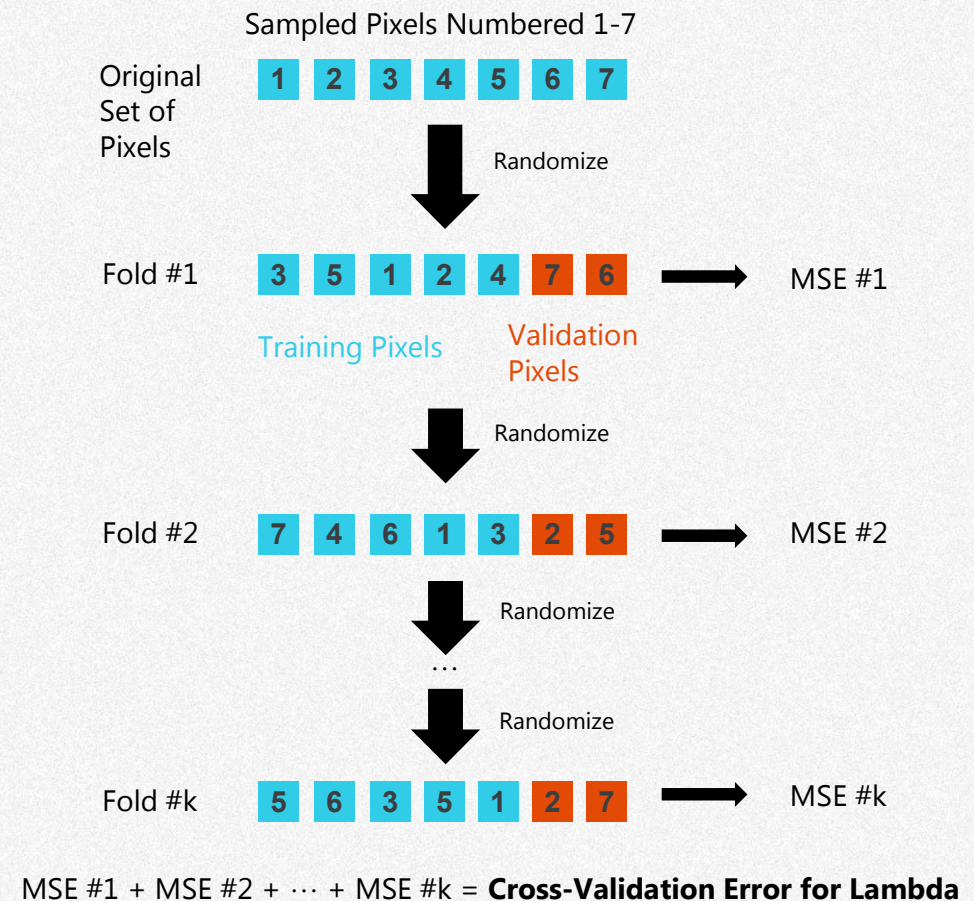 Sampled Pixels Numbered 1-7
Original
Set of
Pixels
1 2 3 4 5 6 7
Randomize
Fold #1
3 5 1 2 4 7 6
MSE #1
Training Pixels
Validation
Pixels
Randomize
Fold #2
7 4 6 1 3 2 5
MSE #2
Randomize
...
Randomize
Fold #k
5 6 3 5 1 2 7
MSE #k
MSE #1 + MSE #2 + ⋯ + MSE #k = Cross-Validation Error for Lambda